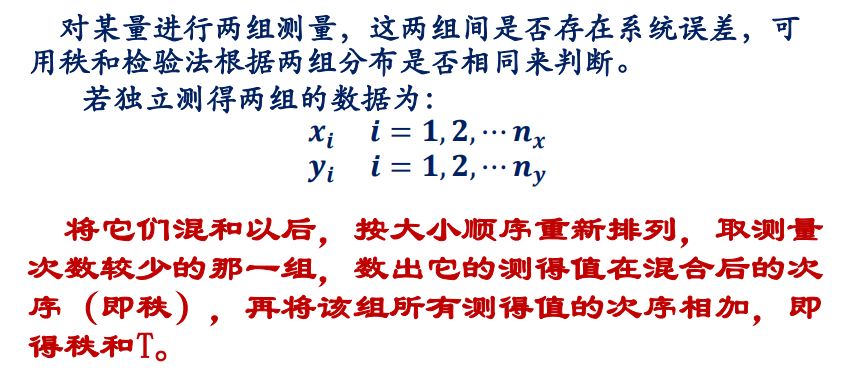 对某量进行两组测量，这两组间是否存在系统误差，可
用秩和检验法根据两组分布是否相同来判断。
若独立测得两组的数据为：
xᵢ i = 1, 2, ⋯ nₓ
yᵢ i = 1, 2, ⋯ n_y
将它们混和以后，按大小顺序重新排列，取测量
次数较少的那一组，数出它的测得值在混合后的次
序（即秩），再将该组所有测得值的次序相加，即
得秩和T。